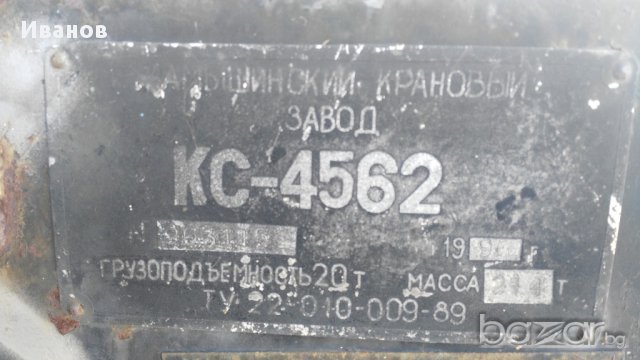 Иванов
КАМЫШИНСКИЙ КРАНОВЫЙ
ЗАВОД
КС-4562
19 г
ГРУЗОПОДЪЕМНОСТЬ 20 Т МАССА Т
ТУ 22-010-009-89
bazar.bg